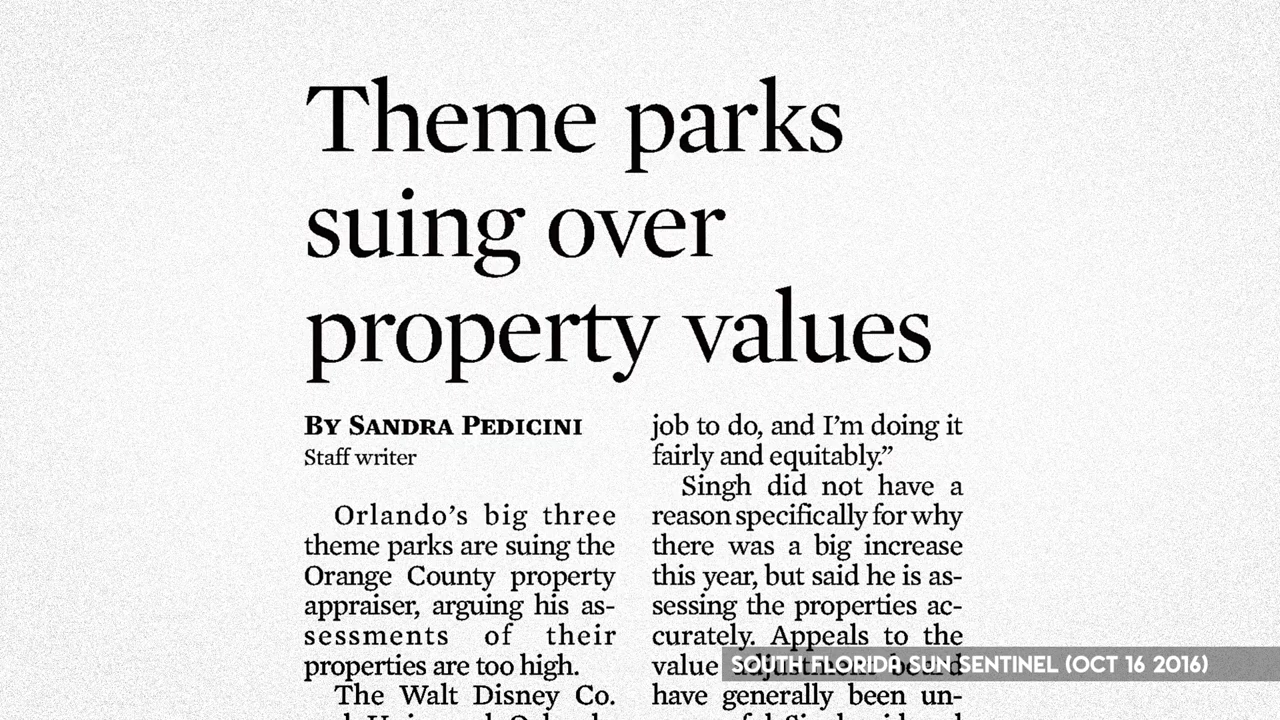 Theme parks
suing over
property values
BY SANDRA PEDICINI
Staff writer
Orlando's big three
theme parks are suing the
Orange County property
appraiser, arguing his as-
sessments of their
properties are too high.
The Walt Disney Co.
job to do, and I'm doing it
fairly and equitably."
Singh did not have a
reason specifically for why
there was a big increase
this year, but said he is as-
sessing the properties ac-
curately. Appeals to the
value adjustment board
have generally been un-
SOUTH FLORIDA SUN SENTINEL (OCT 16 2016)